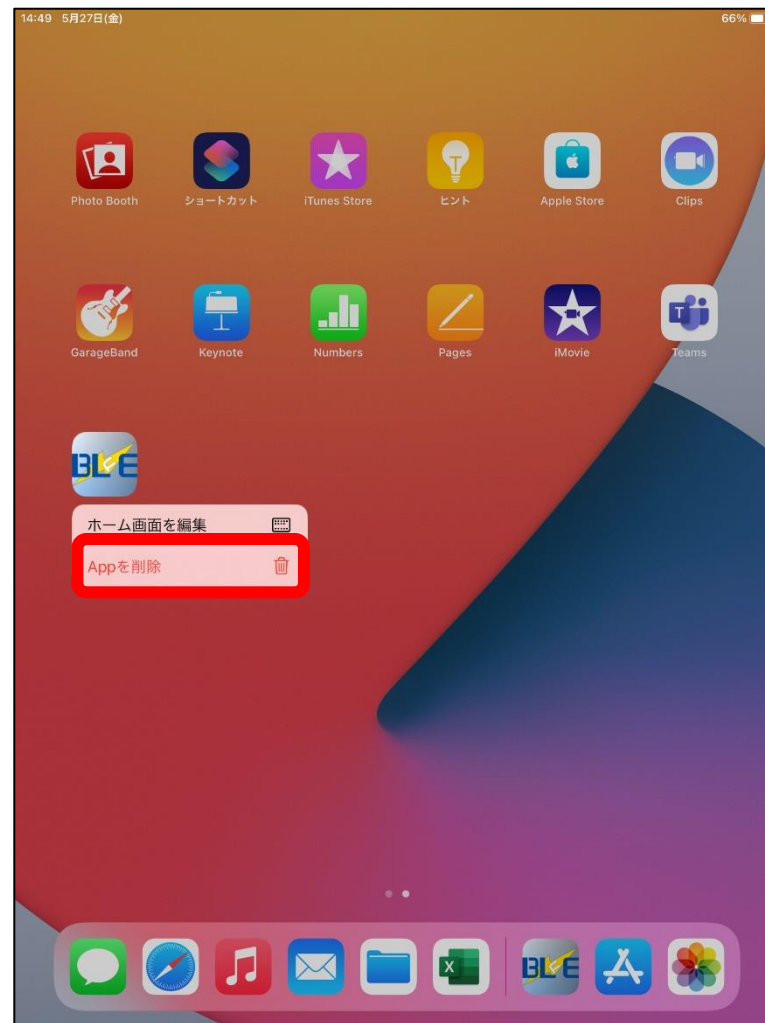 14:49 5月27日(金)
66%
Photo Booth ショートカット iTunes Store ヒント Apple Store Clips
GarageBand Keynote Numbers Pages iMovie Teams
BLE
ホーム画面を編集
Appを削除
BLE